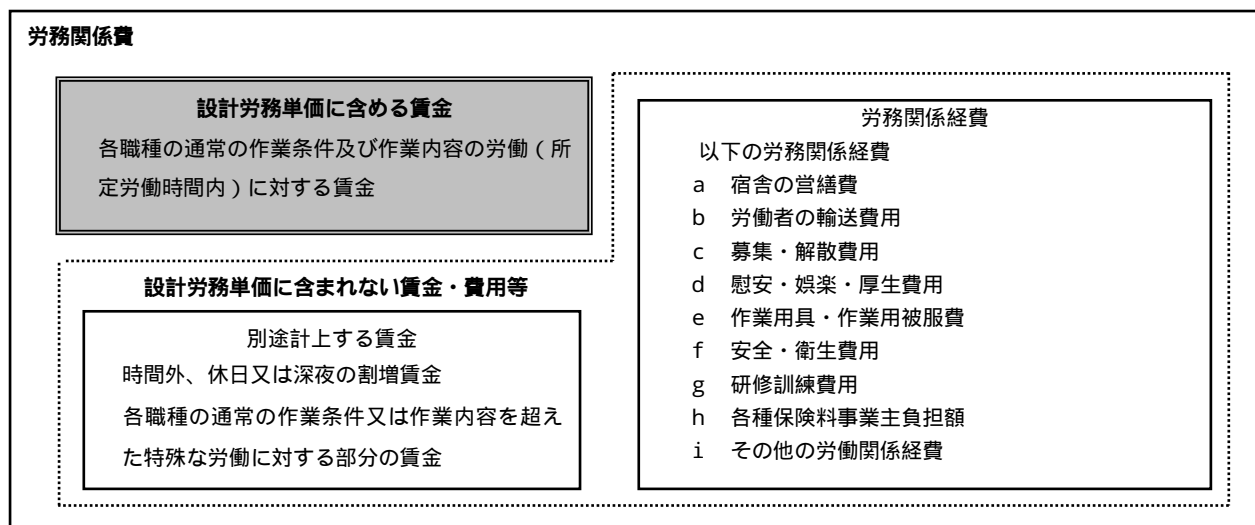 労務関係費
設計労務単価に含める賃金
各職種の通常の作業条件及び作業内容の労働(所
定労働時間内)に対する賃金
設計労務単価に含まれない賃金・費用等
別途計上する賃金
時間外、休日又は深夜の割増賃金
各職種の通常の作業条件又は作業内容を超え
た特殊な労働に対する部分の賃金
労務関係経費
以下の労務関係経費
a 宿舎の営繕費
b 労働者の輸送費用
c 募集・解散費用
d 慰安・娯楽・厚生費用
e 作業用具・作業用被服費
f 安全・衛生費用
g 研修訓練費用
h 各種保険料事業主負担額
i その他の労働関係経費